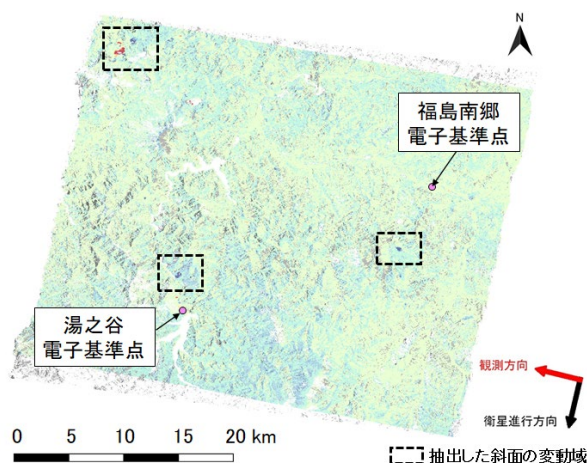 N
福島南郷
電子基準点
湯之谷
電子基準点
観測方向
衛星進行方向
0 5 10 15 20 km
抽出した斜面の変動域